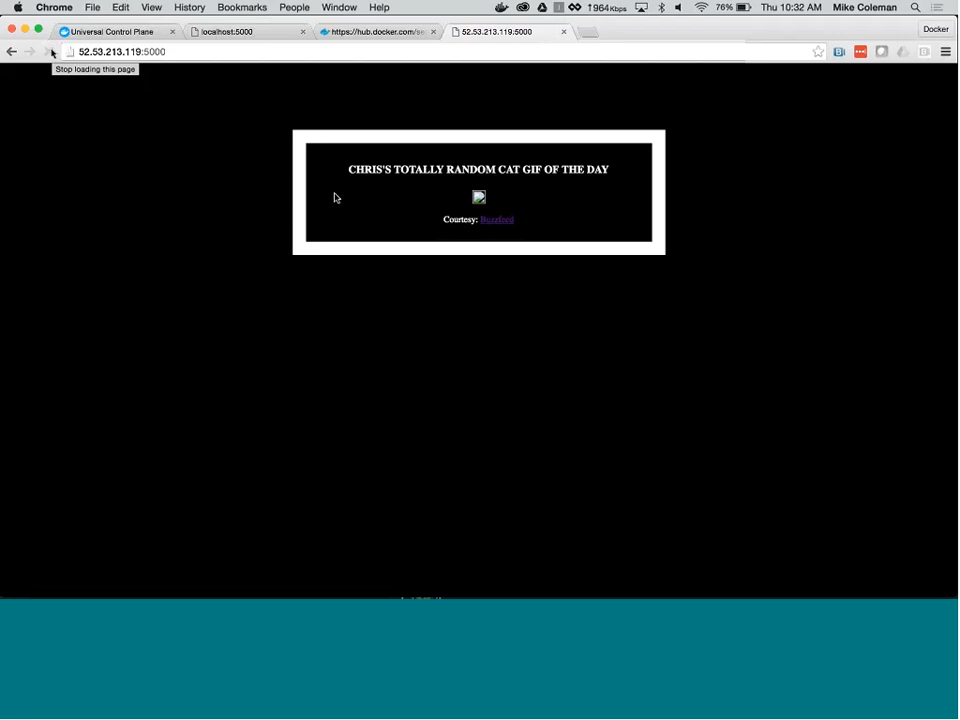 Chrome File Edit View History Bookmarks People Window Help 1964Kbps 76% Thu 10:32 AM Mike Coleman
Universal Control Plane localhost:5000 https://hub.docker.com/se 52.53.213.119:5000 Docker
52.53.213.119:5000
Stop loading this page
CHRIS'S TOTALLY RANDOM CAT GIF OF THE DAY
Courtesy: Buzzfeed